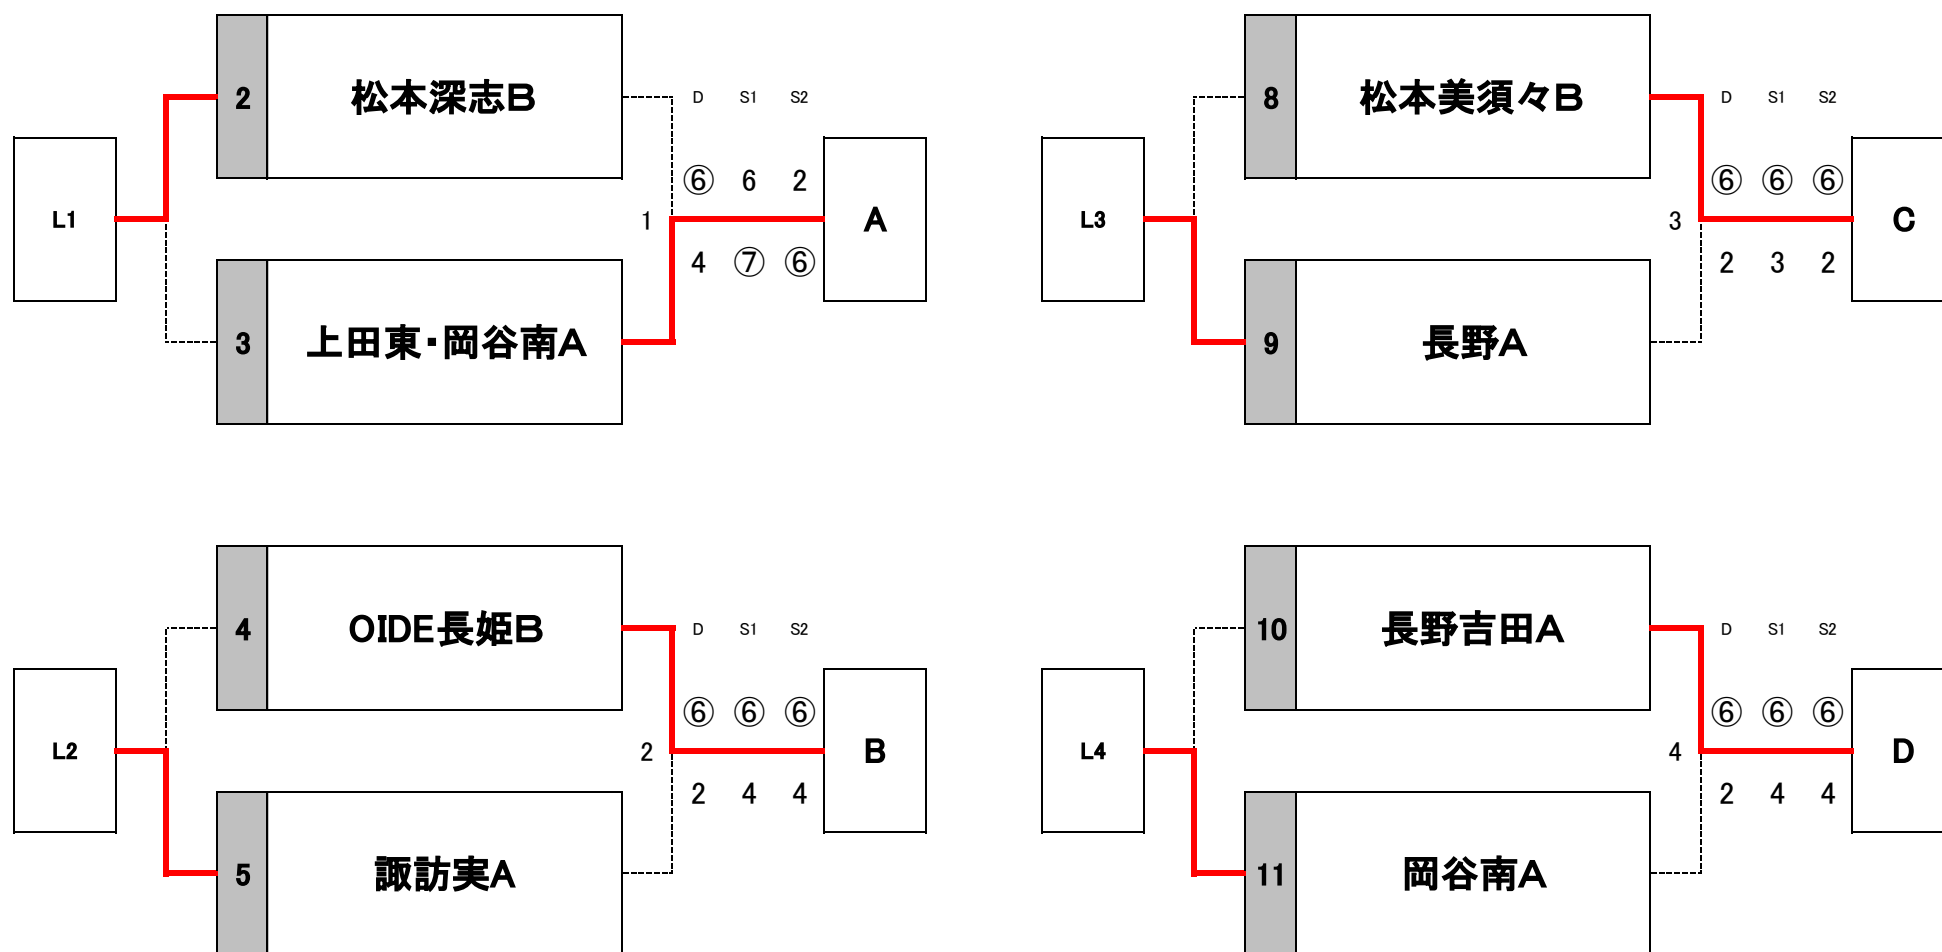 2 松本深志B
D S1 S2
⑥ 6 2
L1
1
A
4 ⑦ ⑥
3 上田東・岡谷南A
8 松本美須々B
D S1 S2
⑥ ⑥ ⑥
L3
3
C
2 3 2
9 長野A
4 OIDE長姫B
D S1 S2
⑥ ⑥ ⑥
L2
2
B
2 4 4
5 諏訪実A
10 長野吉田A
D S1 S2
⑥ ⑥ ⑥
L4
4
D
2 4 4
11 岡谷南A